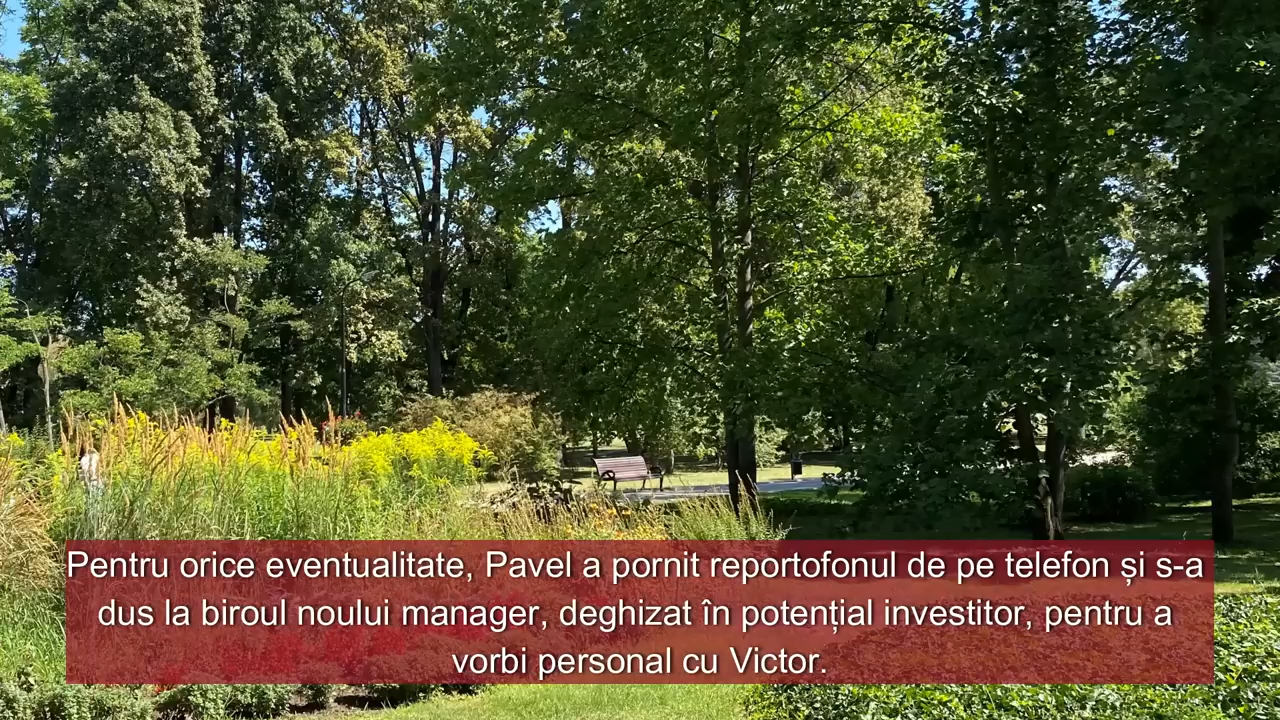 Pentru orice eventualitate, Pavel a pornit reportofonul de pe telefon și s-a
dus la biroul noului manager, deghizat în potențial investitor, pentru a
vorbi personal cu Victor.